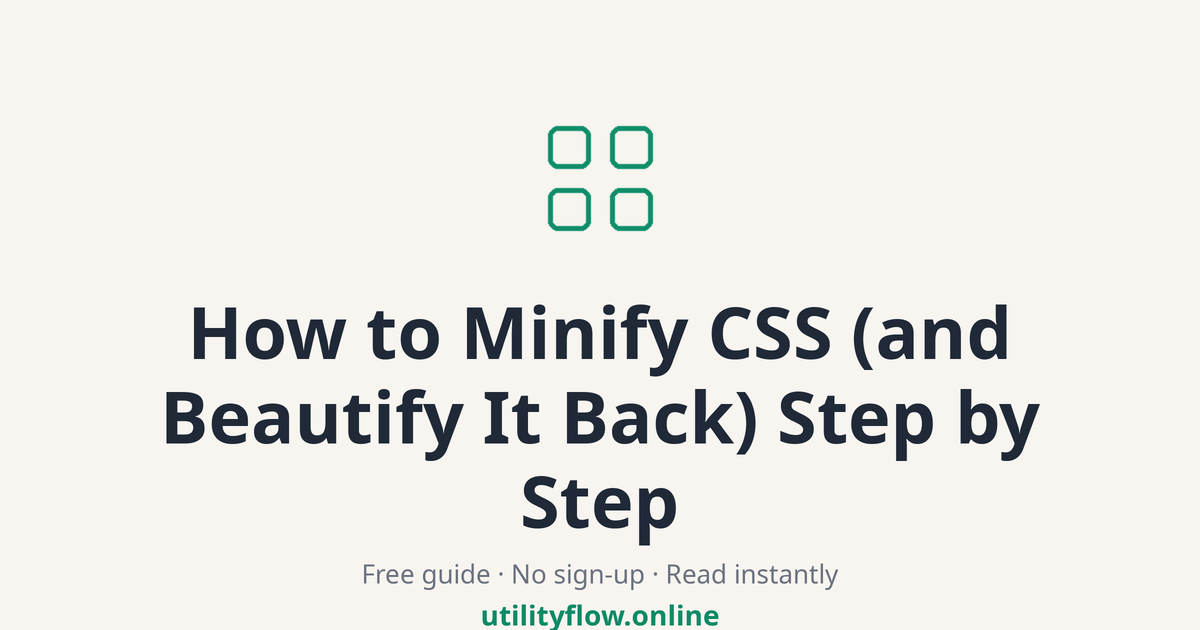 How to Minify CSS (and
Beautify It Back) Step by
Step
Free guide · No sign-up · Read instantly
utilityflow.online